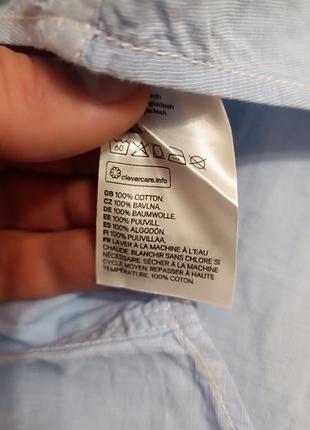 60
clevercare.info
GB 100% COTTON.
CZ 100% BAVLNA.
DE 100% BAUMWOLLE.
EE 100% PUUVILL.
ES 100% ALGODÓN.
FI 100% PUUVILLAA.
FR LAVER À LA MACHINE À L'EAU
CHAUDE. BLANCHIR SANS CHLORE SI
NÉCESSAIRE. SÉCHER À LA MACHINE
CYCLE MOYEN. REPASSER À HAUTE
TEMPÉRATURE. 100% COTON.